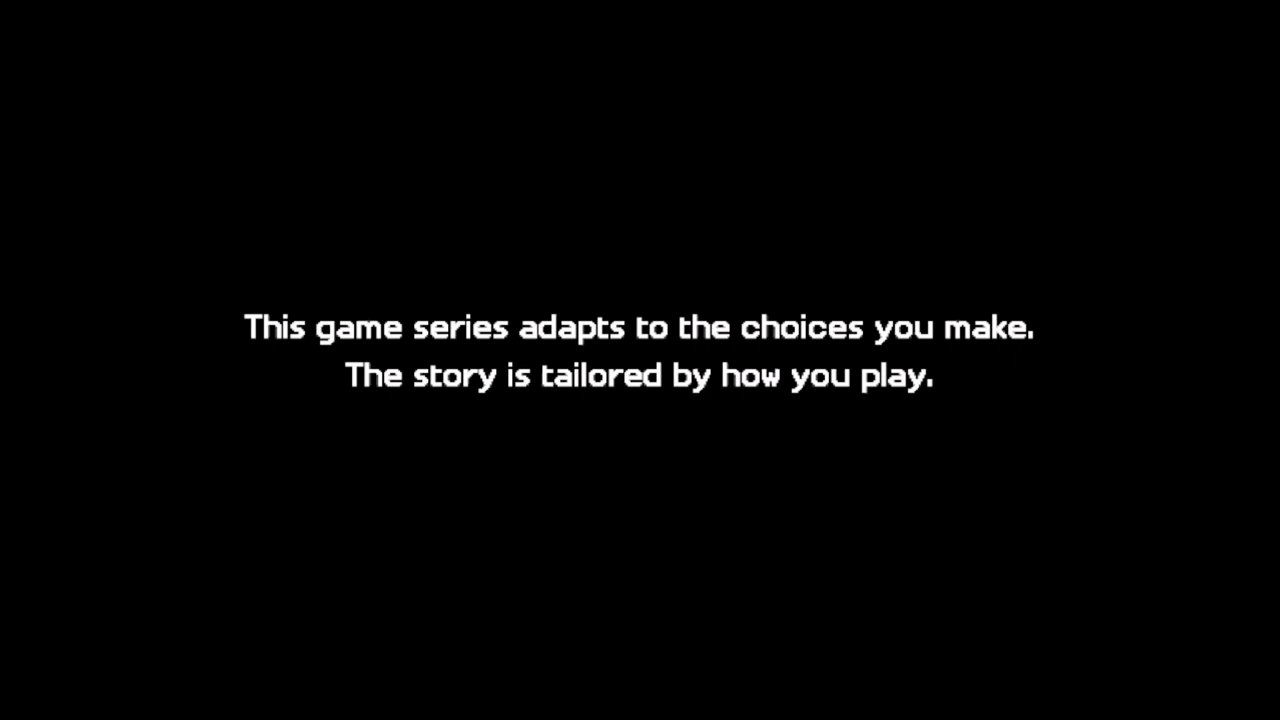 This game series adapts to the choices you make.
The story is tailored by how you play.